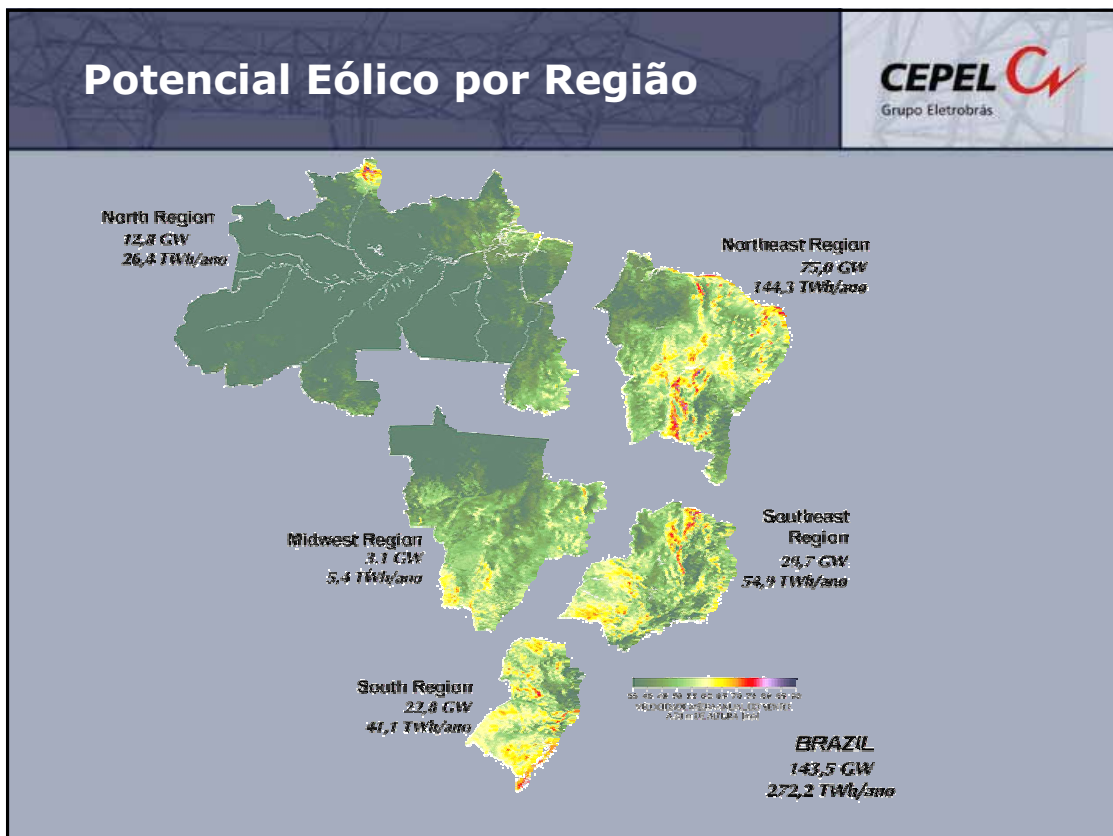 Potencial Eólico por Região
CEPEL
Grupo Eletrobrás
North Region
12,8 GW
26,4 TWh/ano
Northeast Region
75,0 GW
144,3 TWh/ano
Midwest Region
3.1 GW
5,4 TWh/ano
Southeast
Region
29,7 GW
54,9 TWh/ano
South Region
22,8 GW
41,1 TWh/ano
BRAZIL
143,5 GW
272,2 TWh/ano